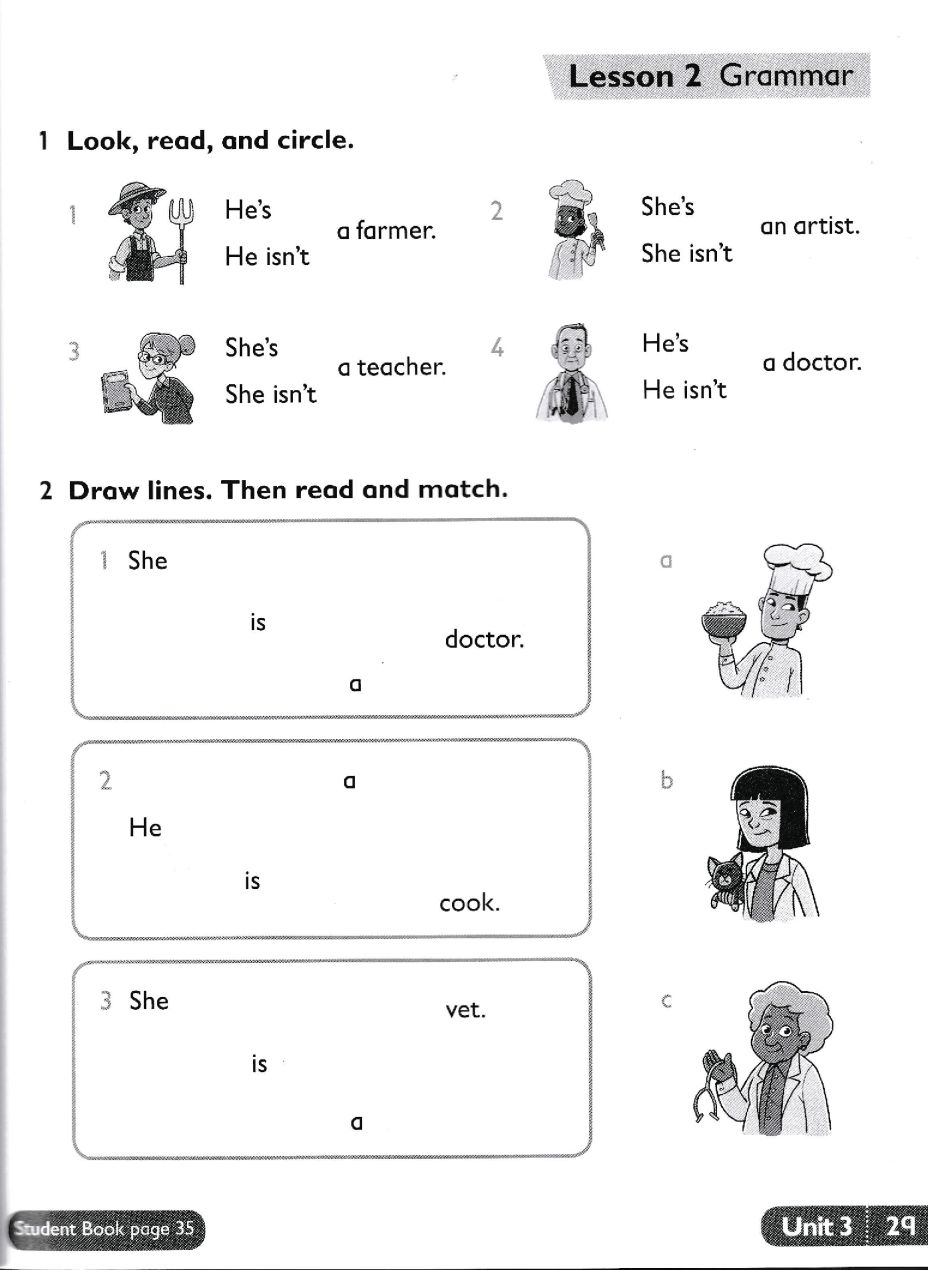 Lesson 2 Grammar
1 Look, read, and circle.
1 He's
He isn't
a farmer.
2 She's
She isn't
an artist.
3 She's
She isn't
a teacher.
4 He's
He isn't
a doctor.
2 Draw lines. Then read and match.
1 She
is
doctor.
a
a
2
a
He
is
cook.
b
3 She
vet.
is
a
c
Student Book page 35
Unit 3 29